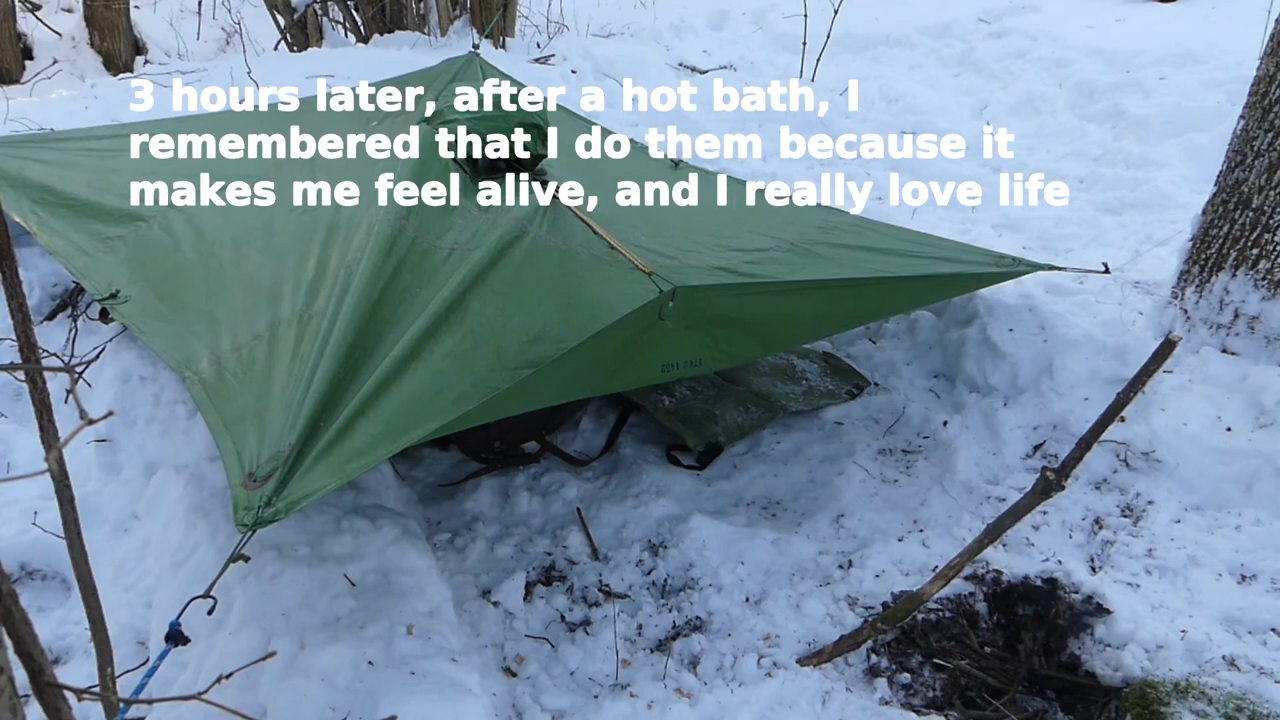 3 hours later, after a hot bath, I
remembered that I do them because it
makes me feel alive, and I really love life